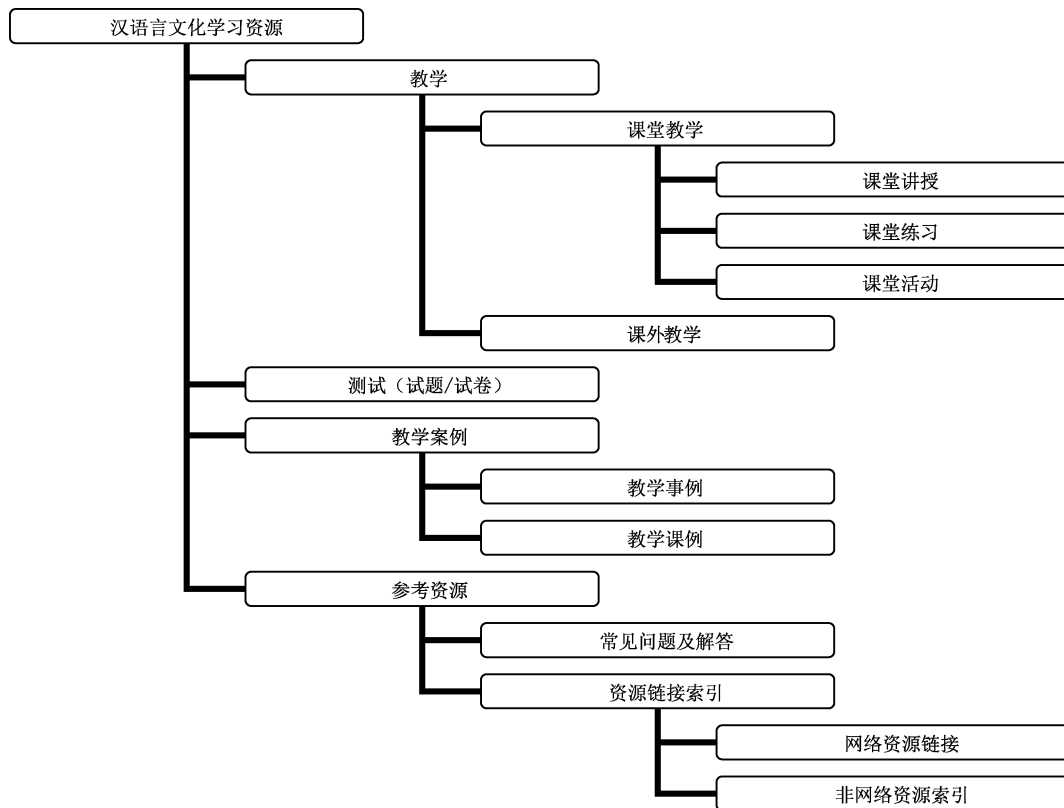 汉语言文化学习资源
教学
课堂教学
课堂讲授
课堂练习
课堂活动
课外教学
测试（试题/试卷）
教学案例
教学事例
教学课例
参考资源
常见问题及解答
资源链接索引
网络资源链接
非网络资源索引